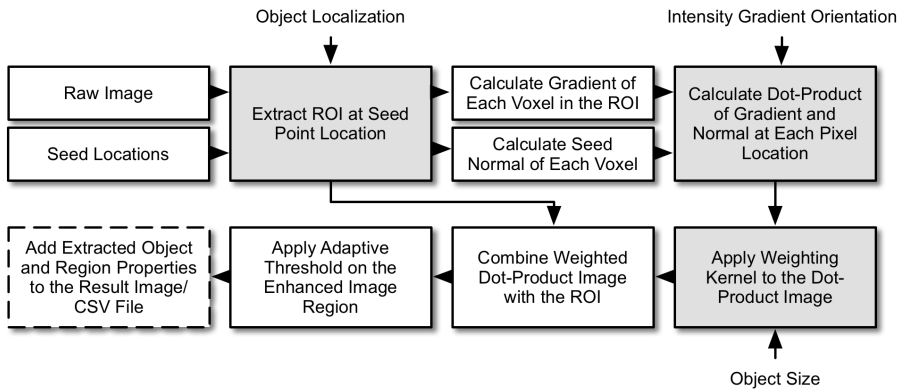 Object Localization
Intensity Gradient Orientation
Raw Image
Seed Locations
Extract ROI at Seed
Point Location
Calculate Gradient of
Each Voxel in the ROI
Calculate Seed
Normal of Each Voxel
Calculate Dot-Product
of Gradient and
Normal at Each Pixel
Location
Add Extracted Object
and Region Properties
to the Result Image/
CSV File
Apply Adaptive
Threshold on the
Enhanced Image
Region
Combine Weighted
Dot-Product Image
with the ROI
Apply Weighting
Kernel to the Dot-
Product Image
Object Size